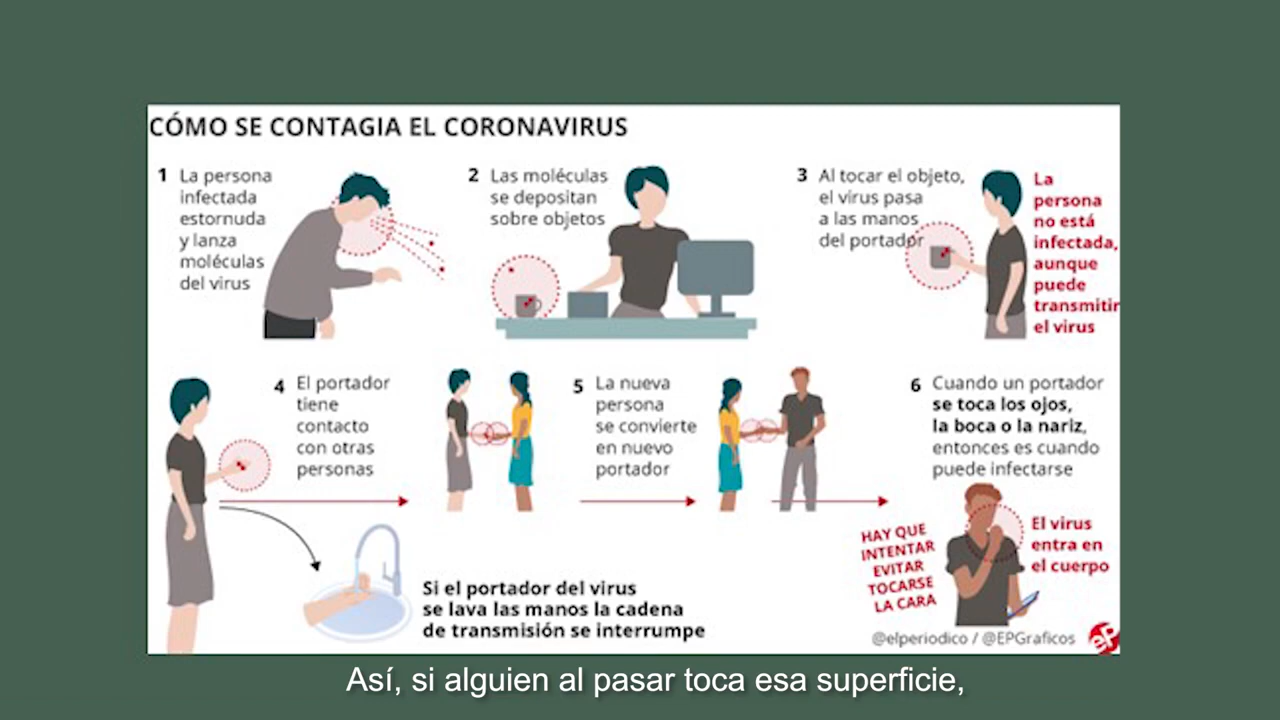 CÓMO SE CONTAGIA EL CORONAVIRUS
1 La persona
infectada
estornuda
y lanza
moléculas
del virus
2 Las moléculas
se depositan
sobre objetos
3 Al tocar el objeto,
el virus pasa
a las manos
del portador
La
persona
no está
infectada,
aunque
puede
transmitir
el virus
4 El portador
tiene
contacto
con otras
personas
5 La nueva
persona
se convierte
en nuevo
portador
6 Cuando un portador
se toca los ojos,
la boca o la nariz,
entonces es cuando
puede infectarse
HAY QUE
INTENTAR
EVITAR
TOCARSE
LA CARA
El virus
entra en
el cuerpo
Si el portador del virus
se lava las manos la cadena
de transmisión se interrumpe
@elperiodico / @EPGraficos
eP
Así, si alguien al pasar toca esa superficie,